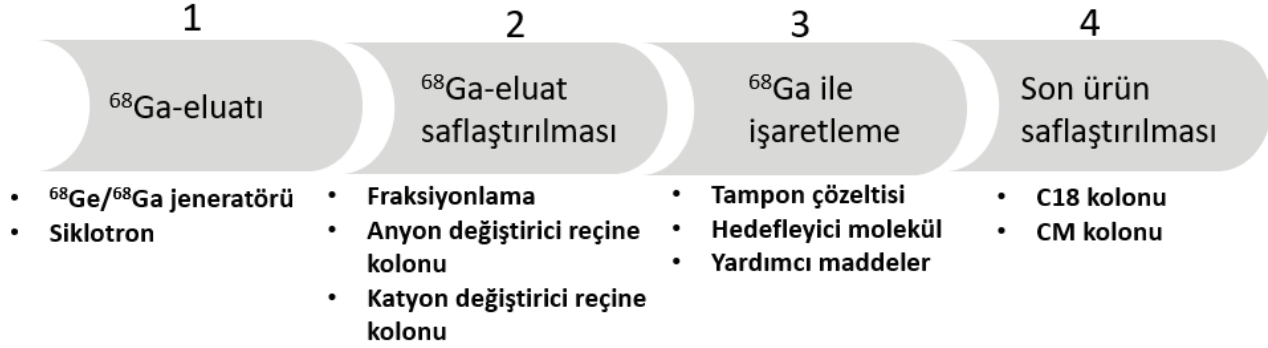 1
⁶⁸Ga-eluatı
• ⁶⁸Ge/⁶⁸Ga jeneratörü
• Siklotron
2
⁶⁸Ga-eluat
saflaştırılması
• Fraksiyonlama
• Anyon değiştirici reçine
kolonu
• Katyon değiştirici reçine
kolonu
3
⁶⁸Ga ile
işaretleme
• Tampon çözeltisi
• Hedefleyici molekül
• Yardımcı maddeler
4
Son ürün
saflaştırılması
• C18 kolonu
• CM kolonu